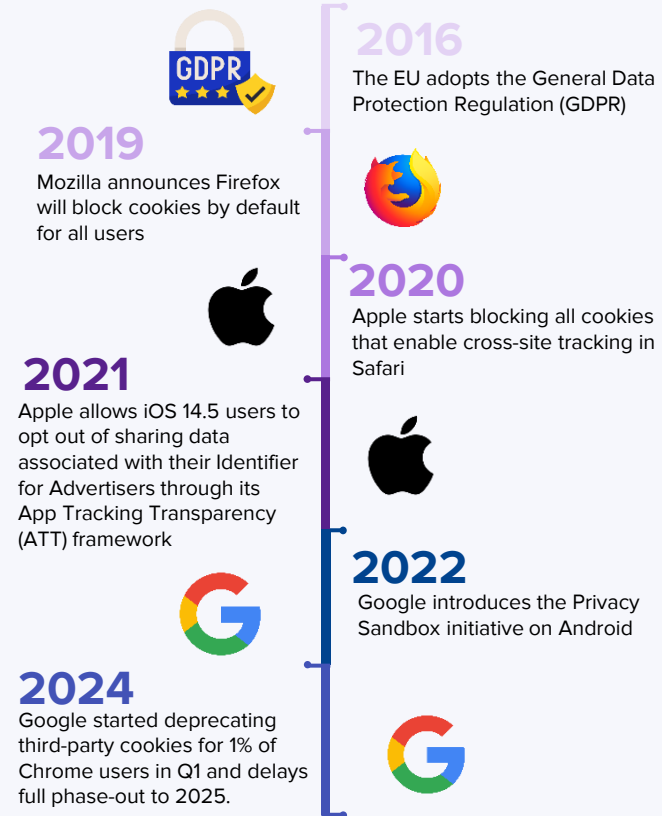 GDPR
2016
The EU adopts the General Data
Protection Regulation (GDPR)
2019
Mozilla announces Firefox
will block cookies by default
for all users
2020
Apple starts blocking all cookies
that enable cross-site tracking in
Safari
2021
Apple allows iOS 14.5 users to
opt out of sharing data
associated with their Identifier
for Advertisers through its
App Tracking Transparency
(ATT) framework
2022
Google introduces the Privacy
Sandbox initiative on Android
2024
Google started deprecating
third-party cookies for 1% of
Chrome users in Q1 and delays
full phase-out to 2025.